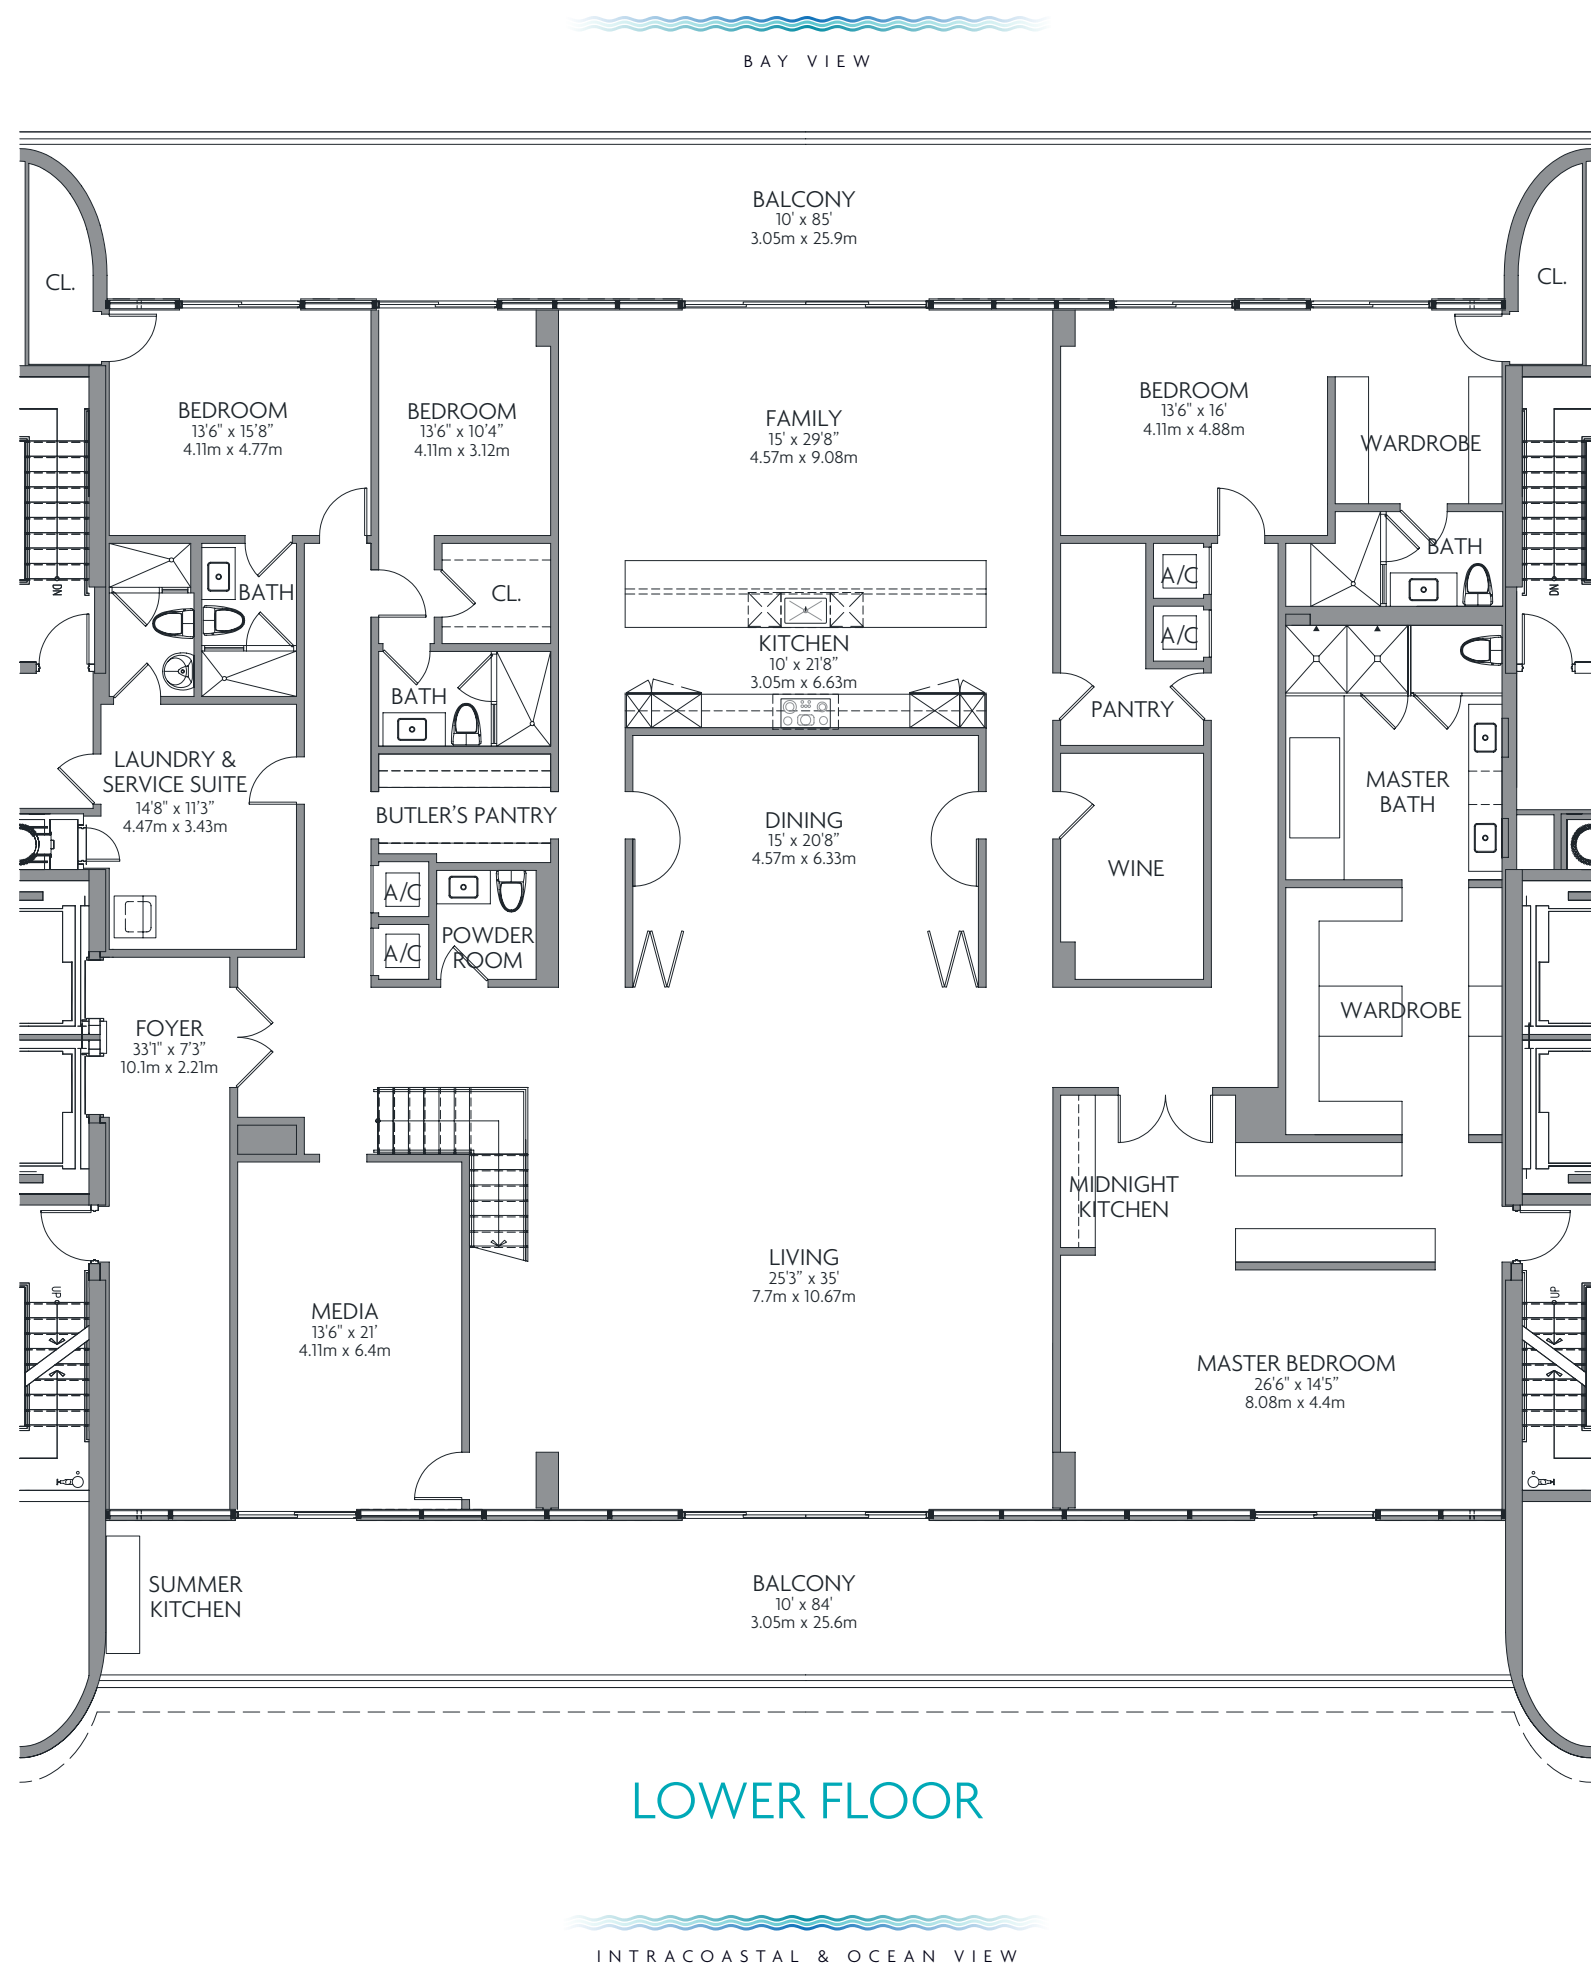 BAY VIEW
BALCONY
10' x 85'
3.05m x 25.9m
CL.
CL.
BEDROOM
13'6" x 15'8”
4.11m x 4.77m
BEDROOM
13'6" x 10'4”
4.11m x 3.12m
FAMILY
15' x 29'8”
4.57m x 9.08m
BEDROOM
13'6" x 16'
4.11m x 4.88m
WARDROBE
DN
BATH
CL.
A/C
BATH
DN
A/C
KITCHEN
10' x 21'8”
3.05m x 6.63m
BATH
PANTRY
LAUNDRY &
SERVICE SUITE
14'8" x 11'3”
4.47m x 3.43m
BUTLER’S PANTRY
DINING
15' x 20'8”
4.57m x 6.33m
MASTER
BATH
WINE
A/C
A/C
POWDER
ROOM
FOYER
33'1" x 7'3”
10.1m x 2.21m
WARDROBE
MIDNIGHT
KITCHEN
LIVING
25'3” x 35'
7.7m x 10.67m
UP
MEDIA
13'6" x 21'
4.11m x 6.4m
UP
MASTER BEDROOM
26'6" x 14'5”
8.08m x 4.4m
SUMMER
KITCHEN
BALCONY
10' x 84'
3.05m x 25.6m
LOWER FLOOR
INTRACOASTAL & OCEAN VIEW